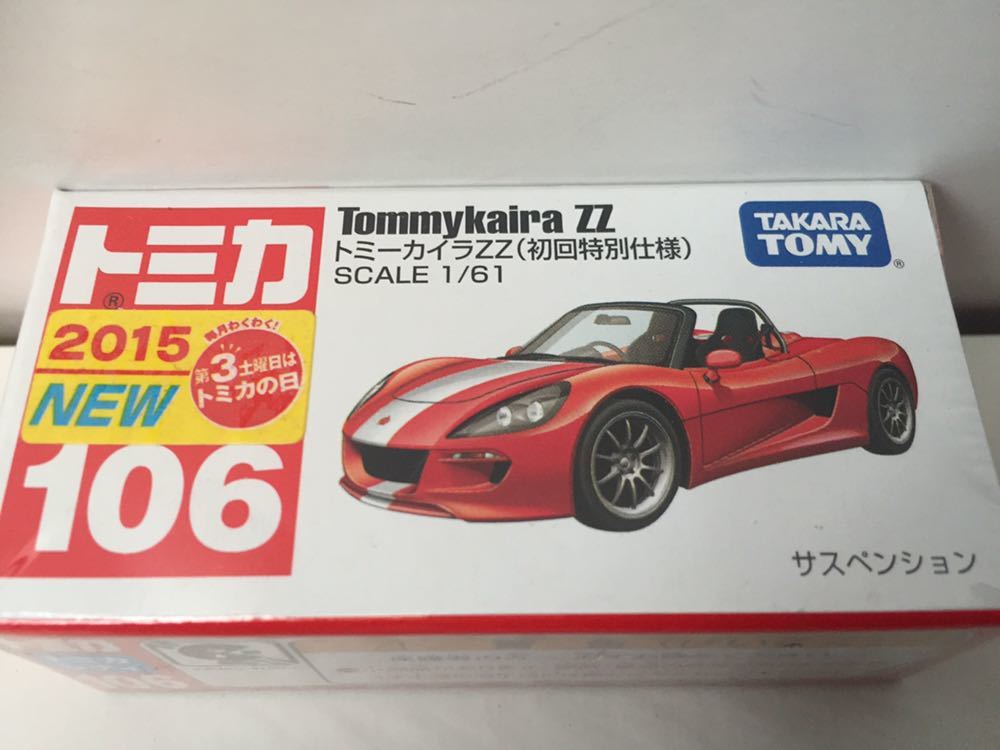 トミカ
®
2015
NEW
毎月わくわく!
第3土曜日は
トミカの日
106
Tommykaira ZZ
トミーカイラZZ(初回特別仕様)
SCALE 1/61
TAKARA
TOMY
®
サスペンション
106